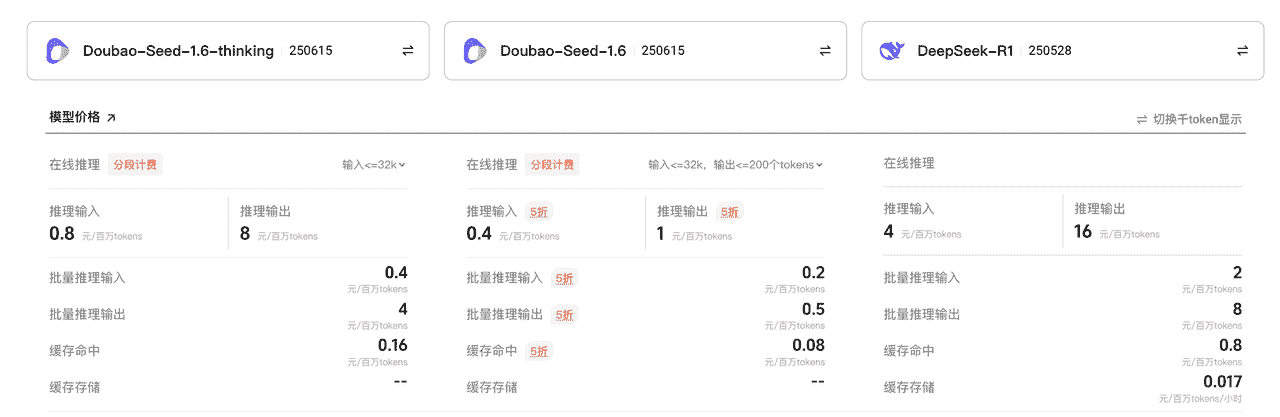 Doubao-Seed-1.6-thinking 250615
Doubao-Seed-1.6 250615
DeepSeek-R1 250528
模型价格
切换千token显示
在线推理 分段计费 输入<=32k
推理输入 推理输出
0.8 元/百万tokens 8 元/百万tokens
批量推理输入 0.4
元/百万tokens
批量推理输出 4
元/百万tokens
缓存命中 0.16
元/百万tokens
缓存存储 --
在线推理 分段计费 输入<=32k，输出<=200个tokens
推理输入 5折 推理输出 5折
0.4 元/百万tokens 1 元/百万tokens
批量推理输入 5折 0.2
元/百万tokens
批量推理输出 5折 0.5
元/百万tokens
缓存命中 5折 0.08
元/百万tokens
缓存存储 --
在线推理
推理输入 推理输出
4 元/百万tokens 16 元/百万tokens
批量推理输入 2
元/百万tokens
批量推理输出 8
元/百万tokens
缓存命中 0.8
元/百万tokens
缓存存储 0.017
元/百万tokens/小时